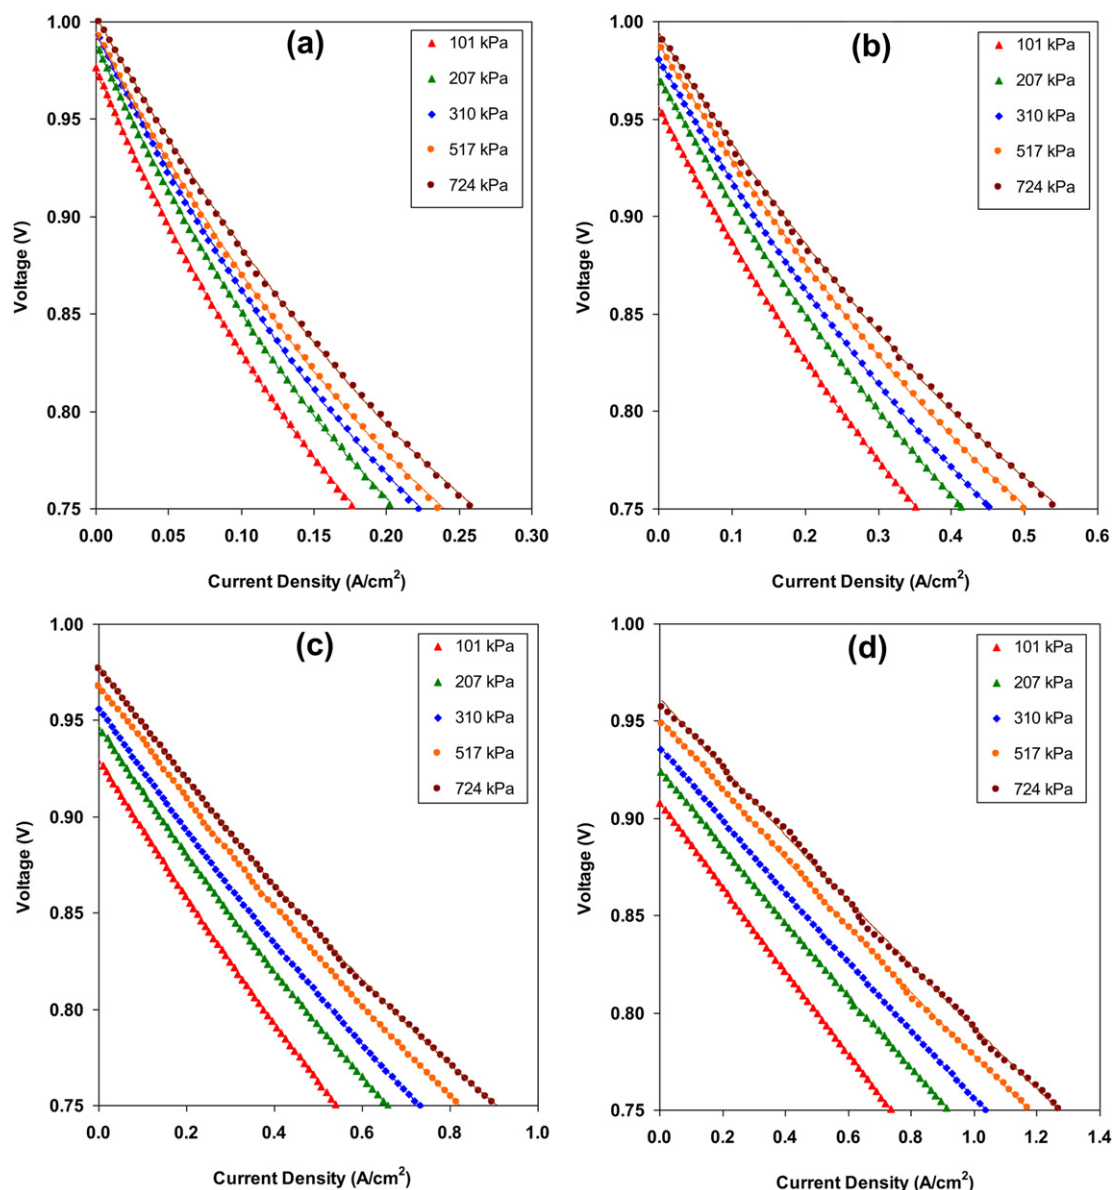 (a)
101 kPa
207 kPa
310 kPa
517 kPa
724 kPa
1.00
0.95
0.90
0.85
0.80
0.75
Voltage (V)
0.00 0.05 0.10 0.15 0.20 0.25 0.30
Current Density (A/cm²)
(b)
101 kPa
207 kPa
310 kPa
517 kPa
724 kPa
1.00
0.95
0.90
0.85
0.80
0.75
Voltage (V)
0.0 0.1 0.2 0.3 0.4 0.5 0.6
Current Density (A/cm²)
(c)
101 kPa
207 kPa
310 kPa
517 kPa
724 kPa
1.00
0.95
0.90
0.85
0.80
0.75
Voltage (V)
0.0 0.2 0.4 0.6 0.8 1.0
Current Density (A/cm²)
(d)
101 kPa
207 kPa
310 kPa
517 kPa
724 kPa
1.00
0.95
0.90
0.85
0.80
0.75
Voltage (V)
0.0 0.2 0.4 0.6 0.8 1.0 1.2 1.4
Current Density (A/cm²)